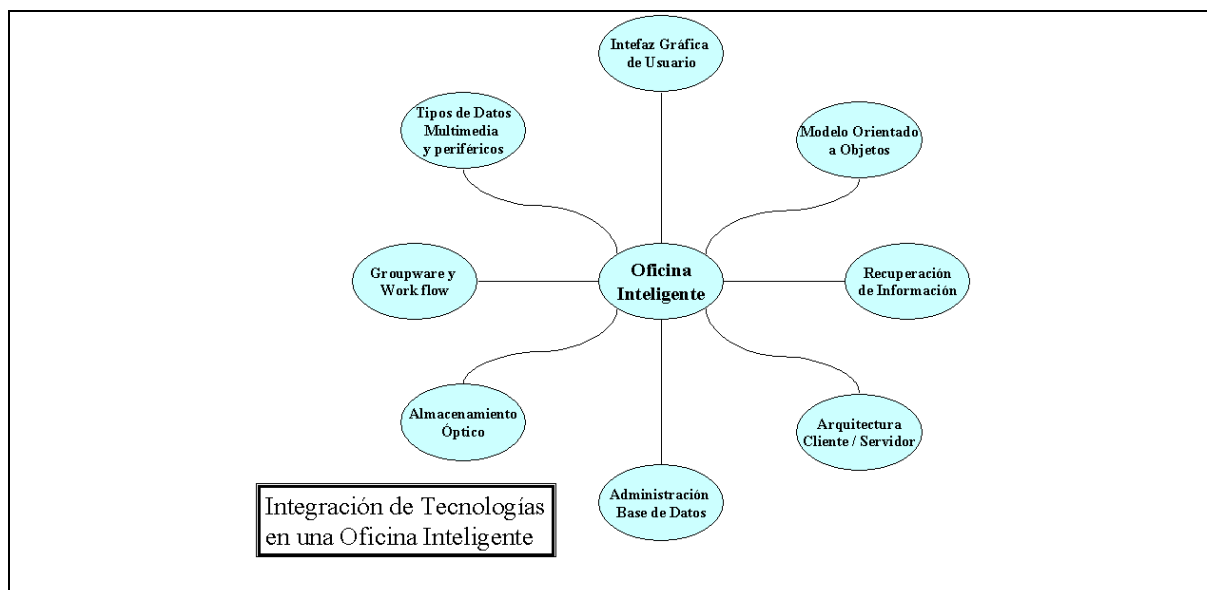 Intefaz Gráfica
de Usuario
Tipos de Datos
Multimedia
y periféricos
Modelo Orientado
a Objetos
Groupware y
Work flow
Oficina
Inteligente
Recuperación
de Información
Almacenamiento
Óptico
Arquitectura
Cliente / Servidor
Administración
Base de Datos
Integración de Tecnologías
en una Oficina Inteligente